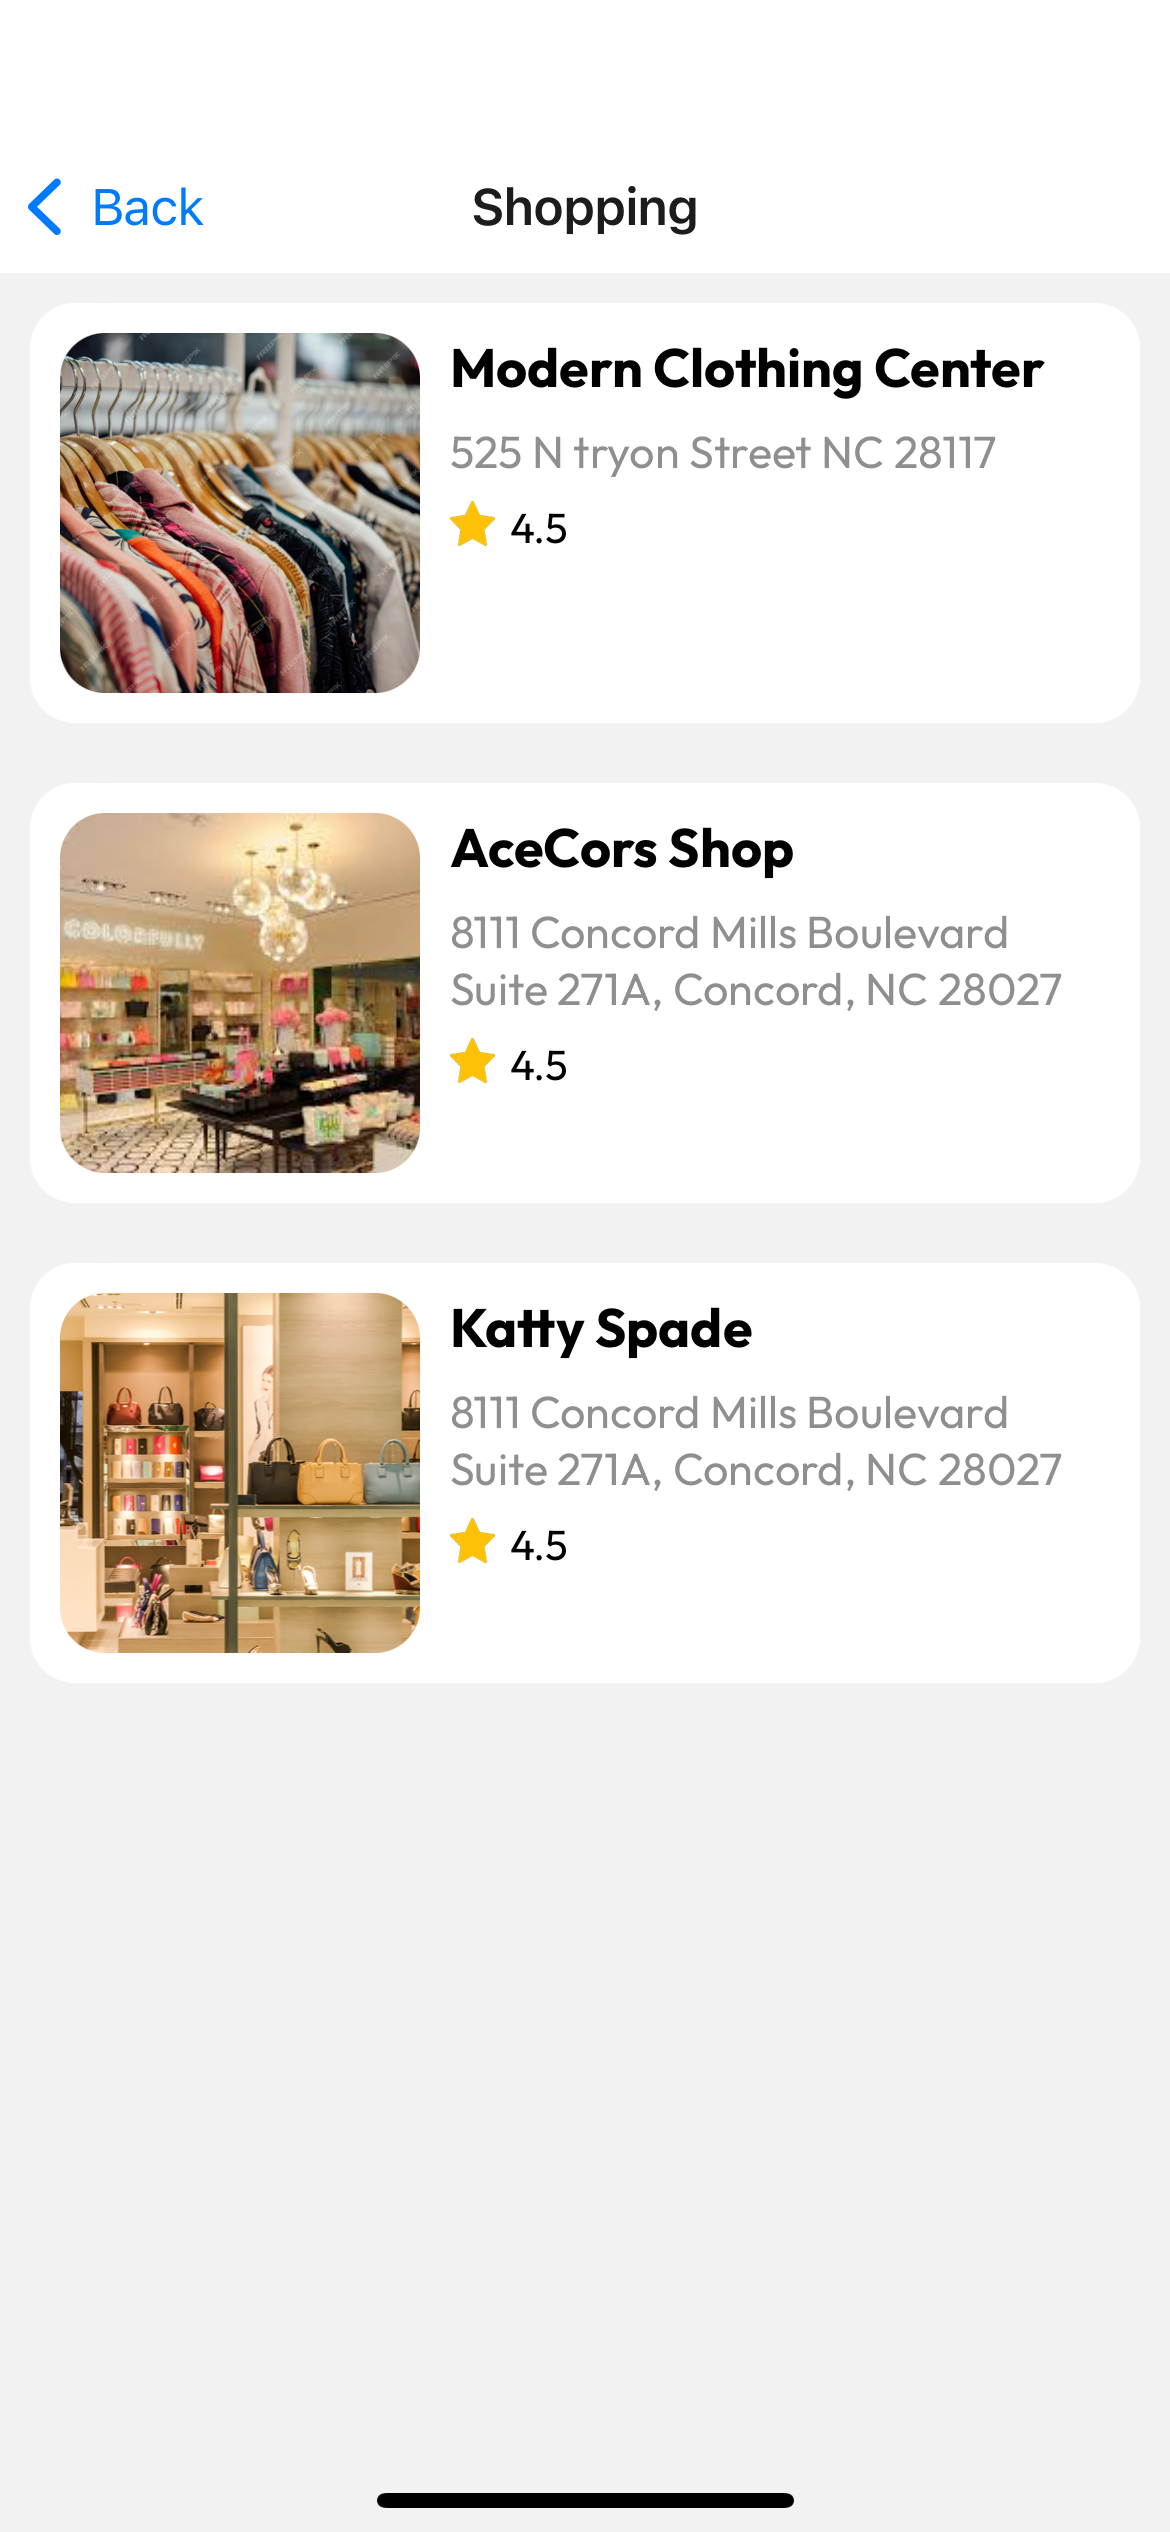 Back
Shopping
Modern Clothing Center
525 N tryon Street NC 28117
4.5
COLORFULLY
AceCors Shop
8111 Concord Mills Boulevard
Suite 271A, Concord, NC 28027
4.5
Katty Spade
8111 Concord Mills Boulevard
Suite 271A, Concord, NC 28027
4.5